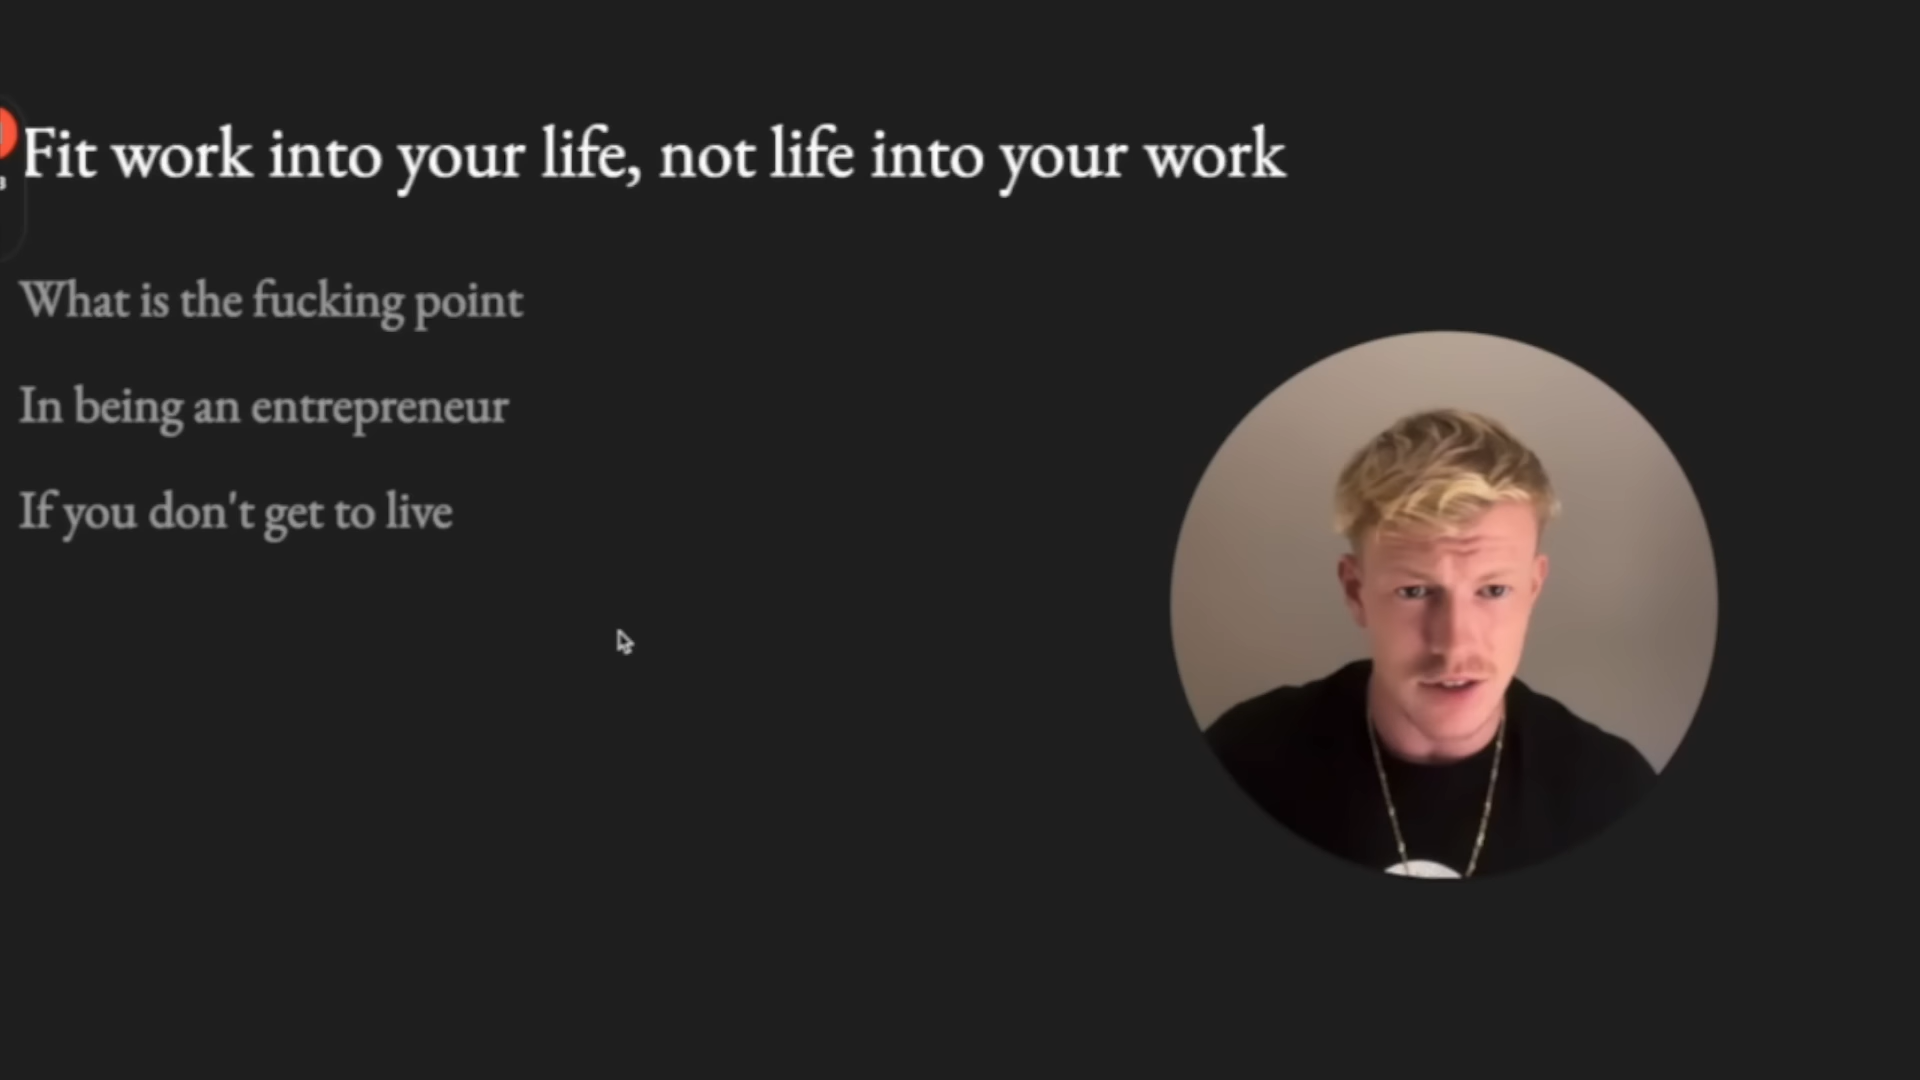 Fit work into your life, not life into your work
What is the fucking point
In being an entrepreneur
If you don't get to live